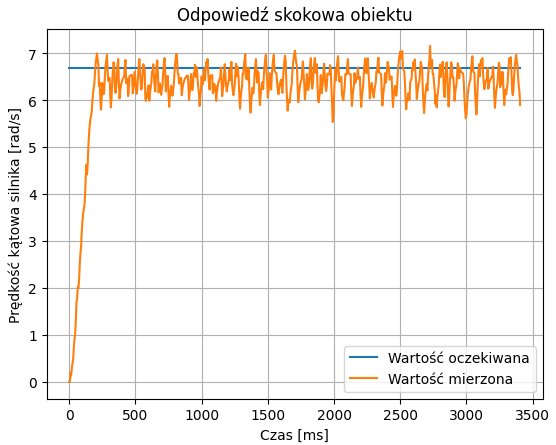 Odpowiedź skokowa obiektu
Prędkość kątowa silnika [rad/s]
7
6
5
4
3
2
1
0
Wartość oczekiwana
Wartość mierzona
0 500 1000 1500 2000 2500 3000 3500
Czas [ms]